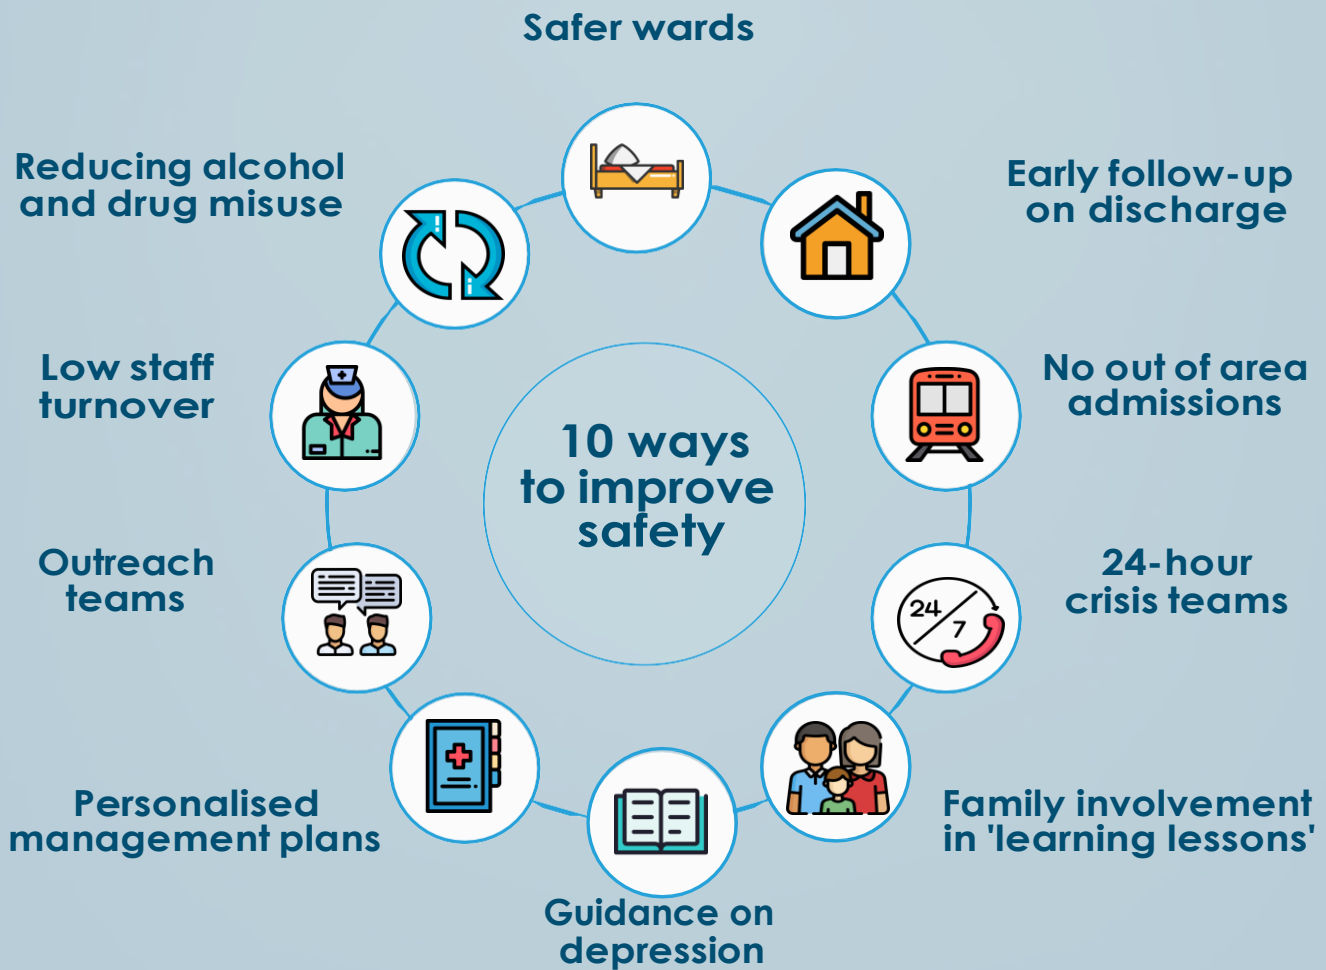 Safer wards
Early follow-up
on discharge
No out of area
admissions
24-hour
crisis teams
24
7
Family involvement
in 'learning lessons'
Guidance on
depression
Personalised
management plans
Outreach
teams
Low staff
turnover
Reducing alcohol
and drug misuse
10 ways
to improve
safety